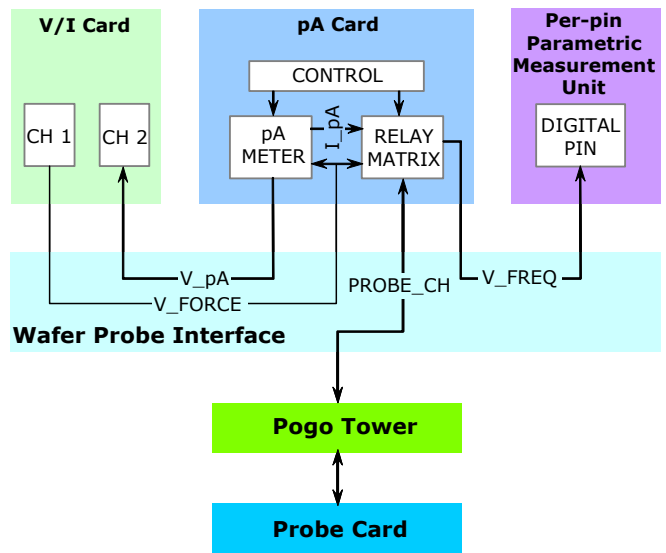 V/I Card
CH 1
CH 2
pA Card
CONTROL
pA
METER
I_pA
RELAY
MATRIX
Per-pin
Parametric
Measurement
Unit
DIGITAL
PIN
V_pA
V_FORCE
PROBE_CH
V_FREQ
Wafer Probe Interface
Pogo Tower
Probe Card